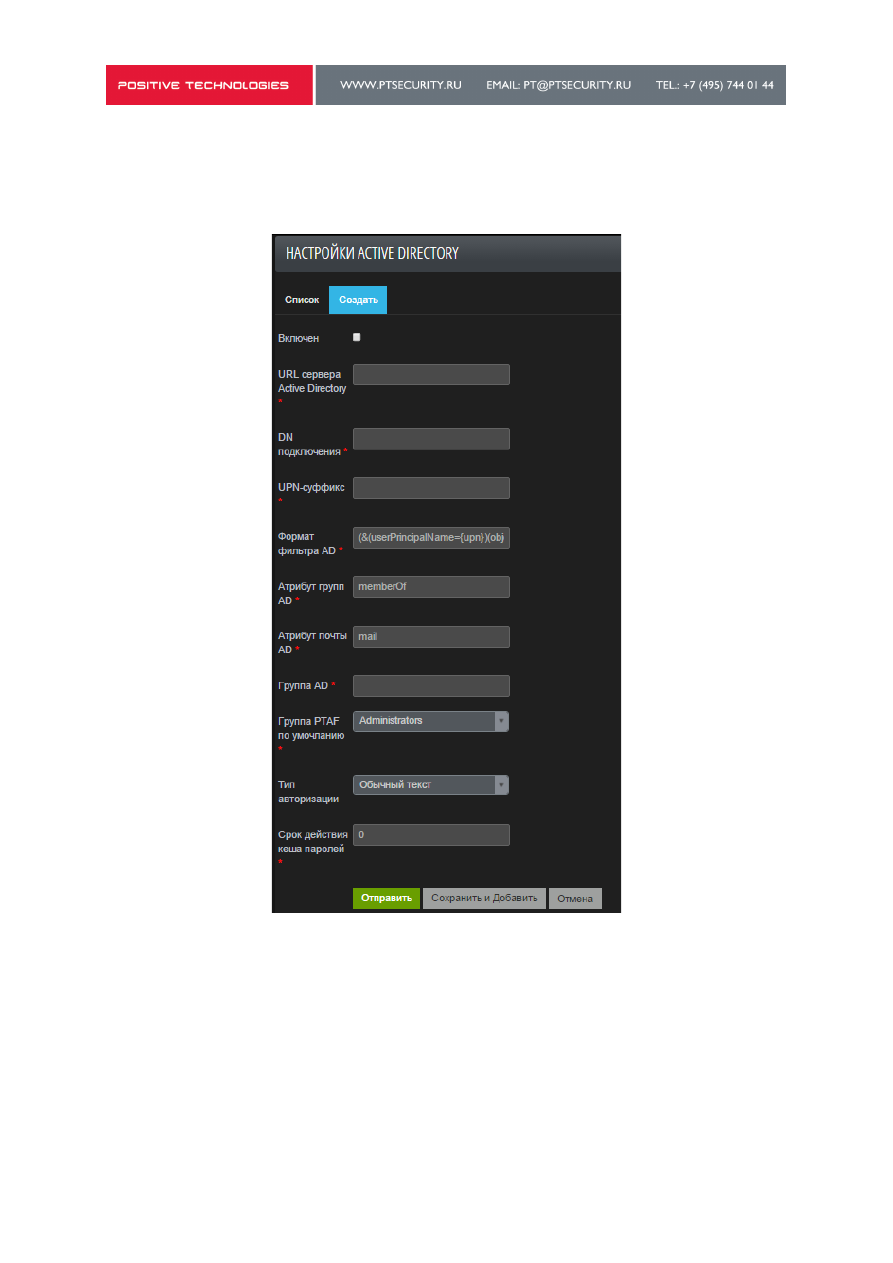 POSITIVE TECHNOLOGIES WWW.PTSECURITY.RU EMAIL: PT@PTSECURITY.RU TEL.: +7 (495) 744 01 44
НАСТРОЙКИ ACTIVE DIRECTORY
Список Создать
Включен
URL сервера
Active Directory
*
DN
подключения *
UPN-суффикс
*
Формат
фильтра AD *
(&(userPrincipalName={upn})(obj
Атрибут групп
AD *
memberOf
Атрибут почты
AD *
mail
Группа AD *
Группа PTAF
по умочланию
*
Administrators
Тип
авторизации
Обычный текст
Срок действия
кеша паролей
*
0
Отправить Сохранить и Добавить Отмена